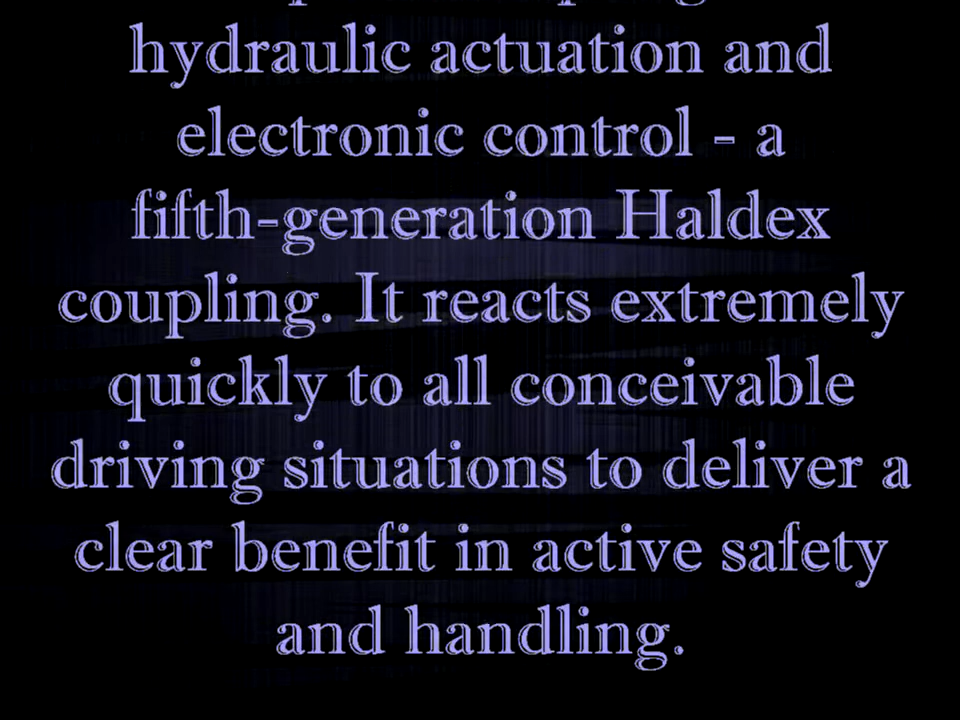 hydraulic actuation and
electronic control - a
fifth-generation Haldex
coupling. It reacts extremely
quickly to all conceivable
driving situations to deliver a
clear benefit in active safety
and handling.